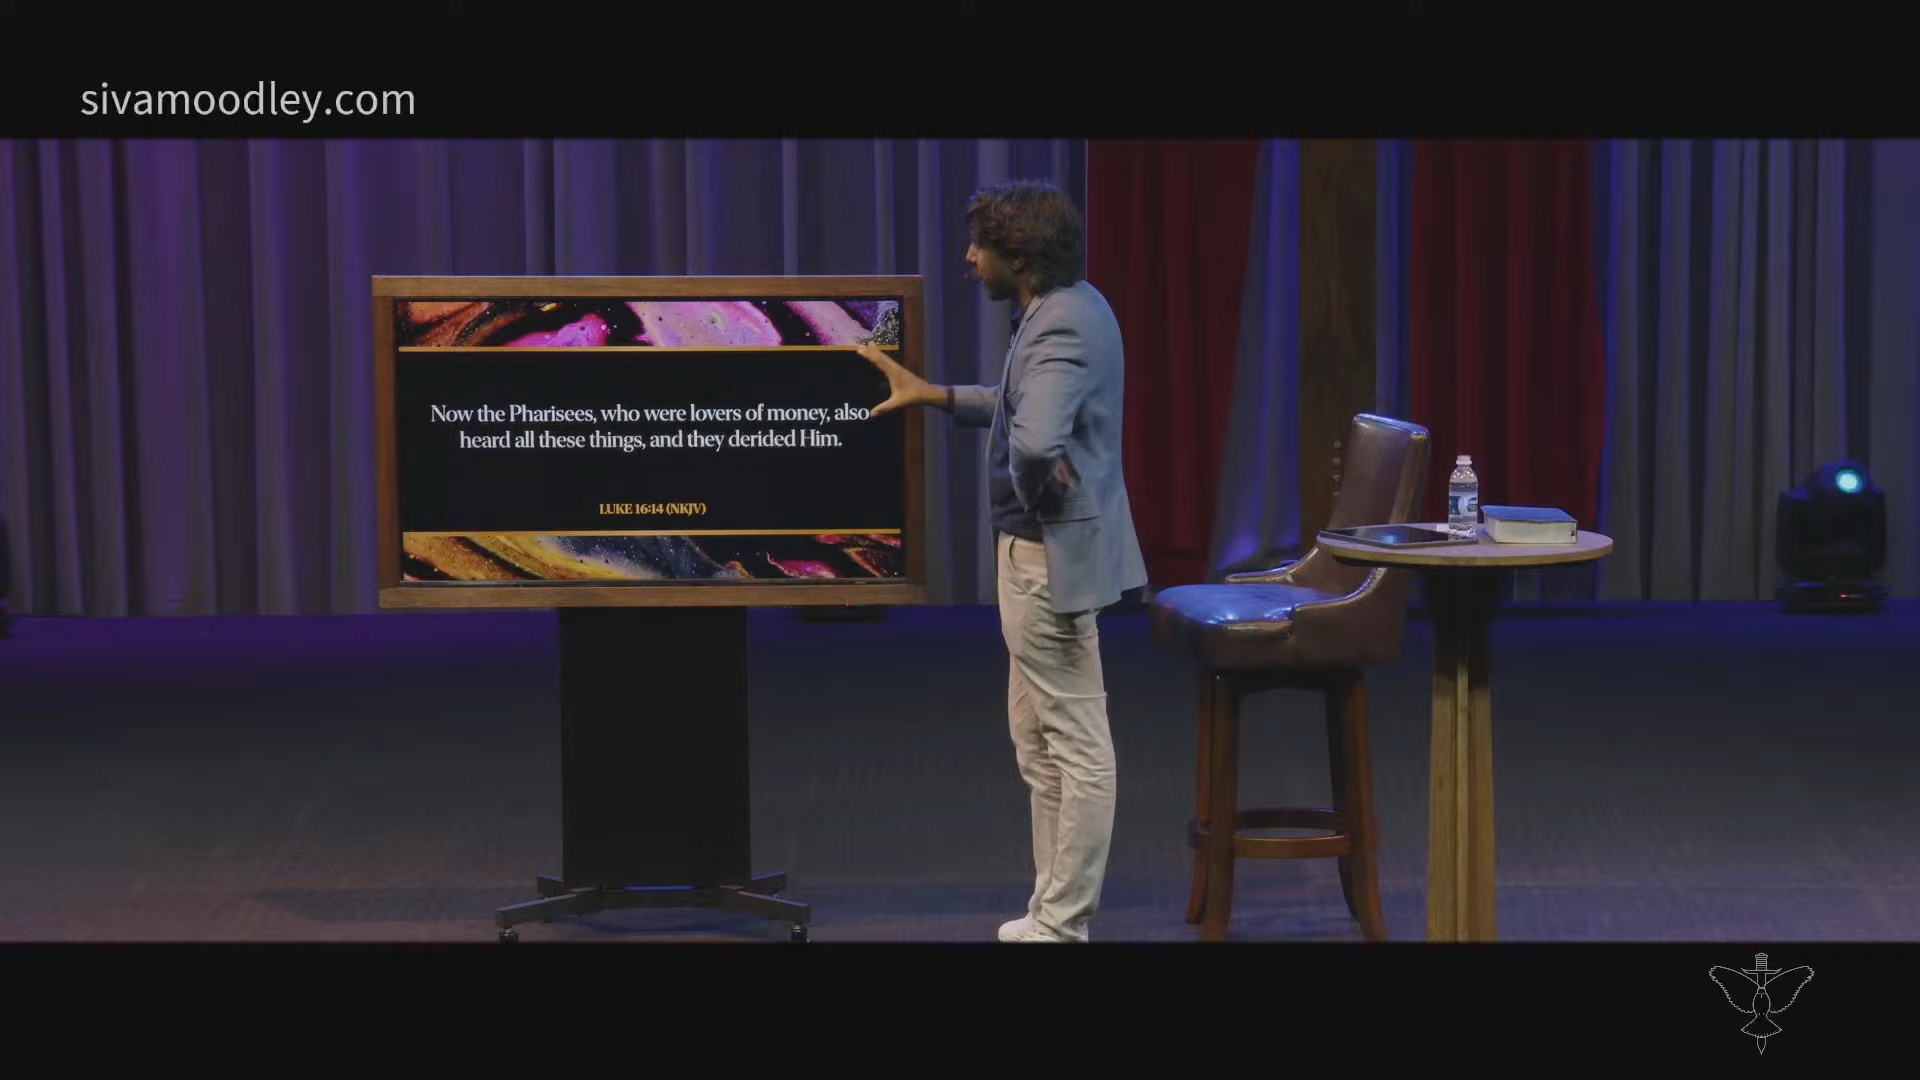 sivamoodley.com
Now the Pharisees, who were lovers of money, also
heard all these things, and they derided Him.
LUKE 16:14 (NKJV)